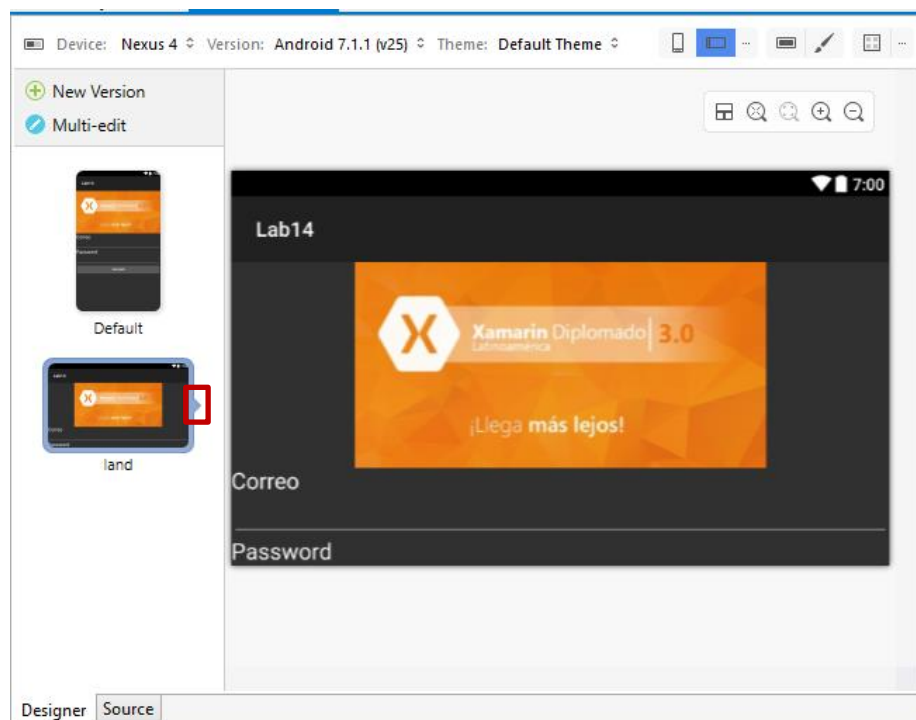 Device: Nexus 4 Version: Android 7.1.1 (v25) Theme: Default Theme ... ...
New Version
Multi-edit
Default
land
7:00
Lab14
X
Xamarin Diplomado 3.0
Latinoamérica
¡Llega más lejos!
Correo
Password
Designer Source